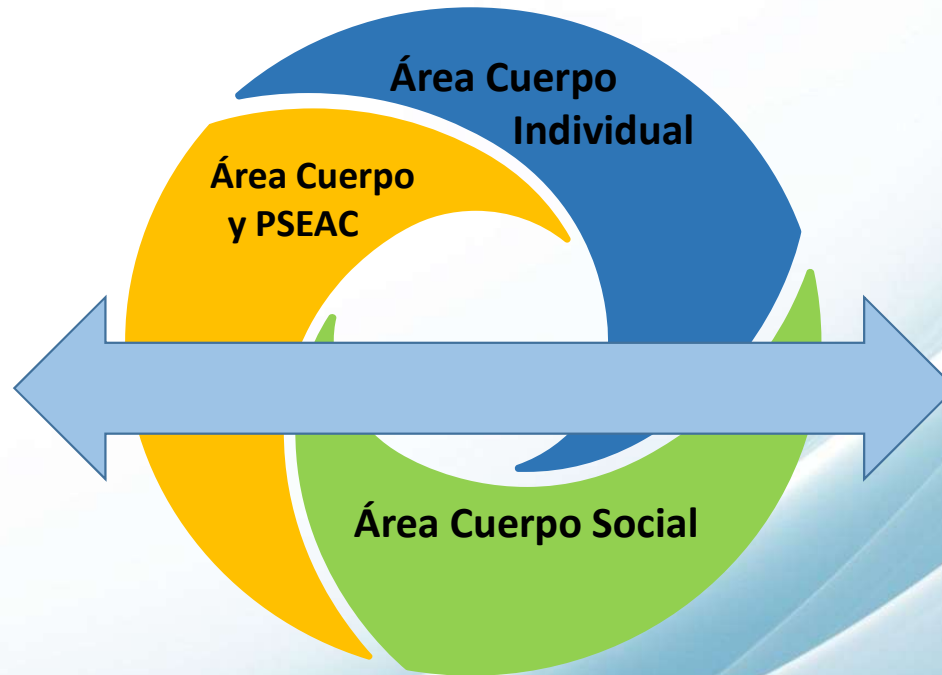 Área Cuerpo
Individual
Área Cuerpo
y PSEAC
Área Cuerpo Social